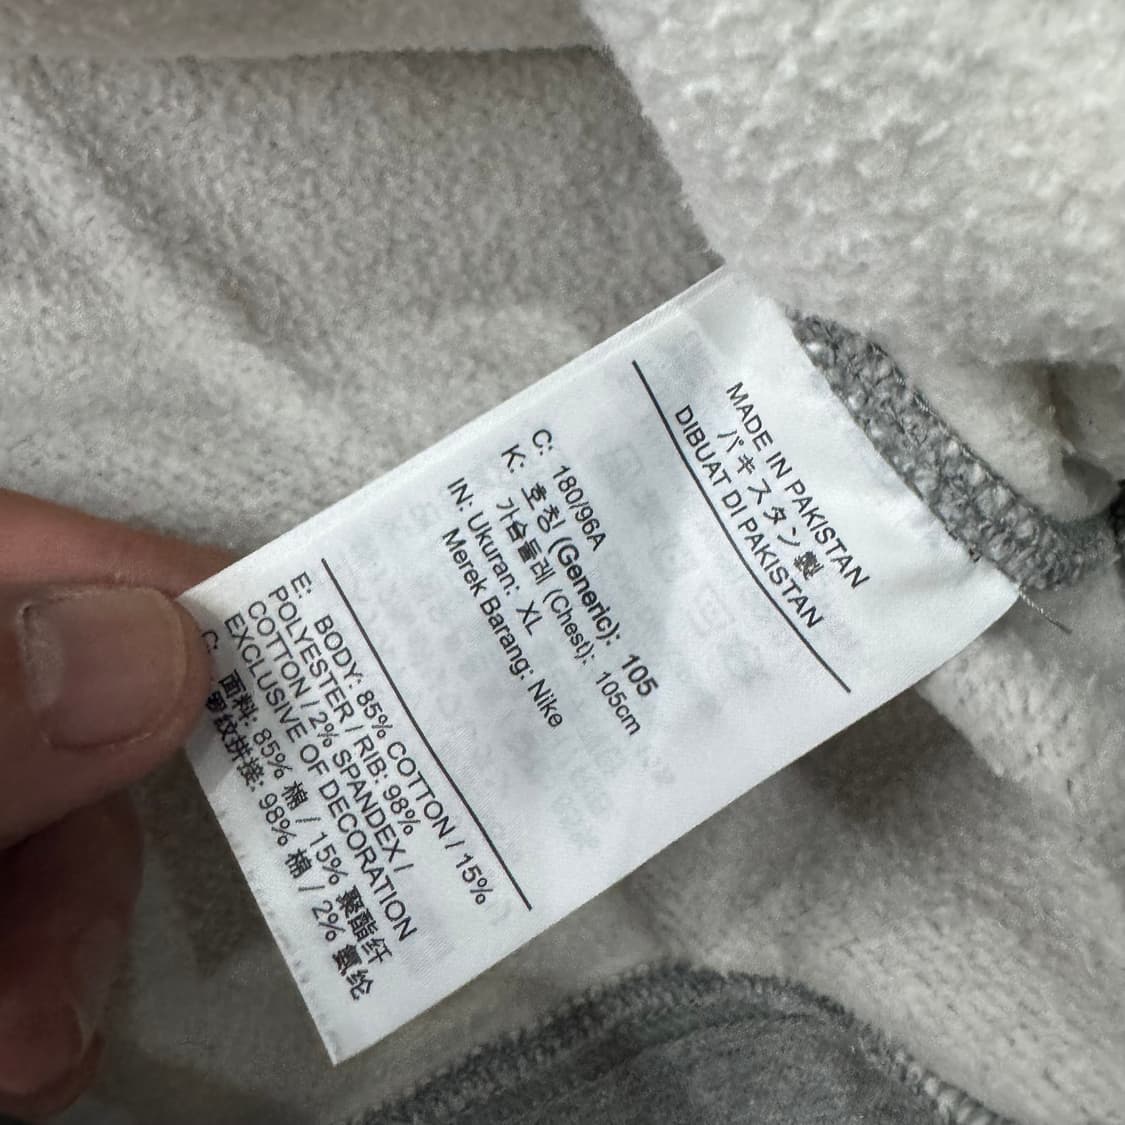 MADE IN PAKISTAN
パキスタン製
DIBUAT DI PAKISTAN
C: 180/96A
K: 호칭 (Generic): 105
가슴둘레 (Chest): 105cm
IN: Ukuran: XL
Merek Barang: Nike
E: BODY: 85% COTTON / 15%
POLYESTER / RIB: 98%
COTTON / 2% SPANDEX /
EXCLUSIVE OF DECORATION
C: 面料: 85% 棉 / 15% 聚酯纤
罗纹拼接: 98% 棉 / 2% 氨纶